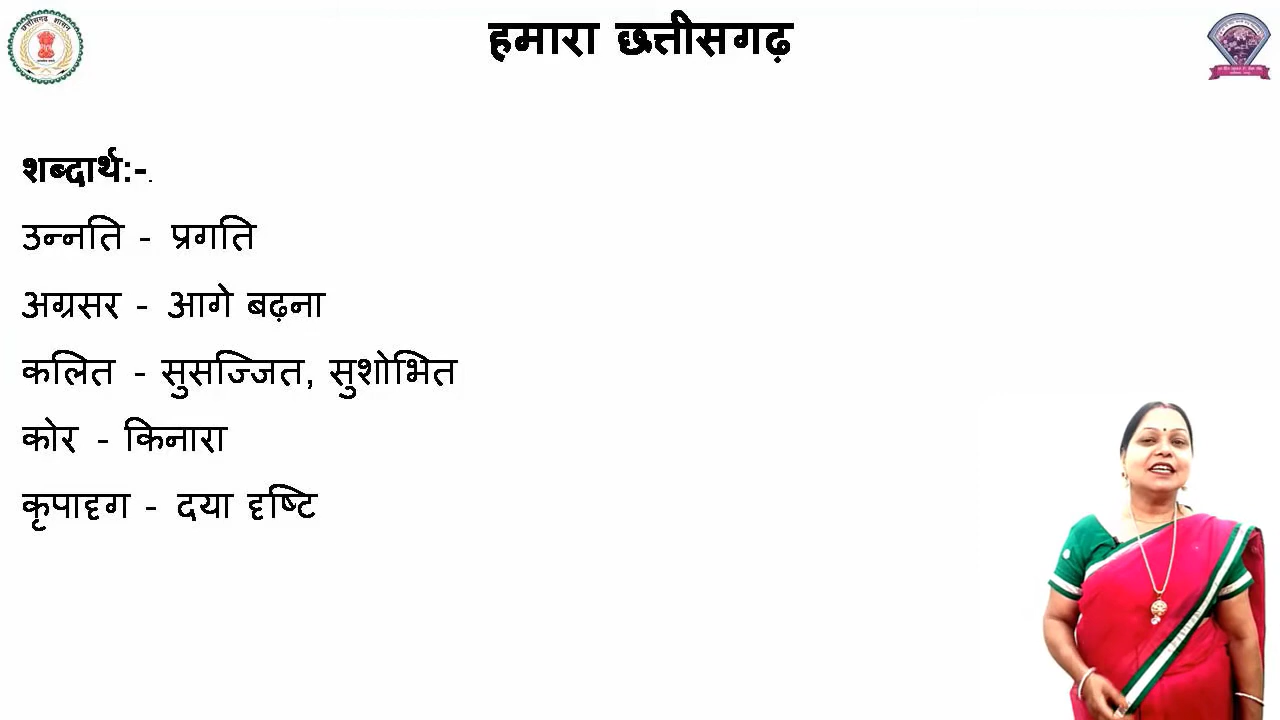 हमारा छत्तीसगढ़
शब्दार्थ:-.
उन्नति - प्रगति
अग्रसर - आगे बढ़ना
कलित - सुसज्जित, सुशोभित
कोर - किनारा
कृपादृग - दया दृष्टि